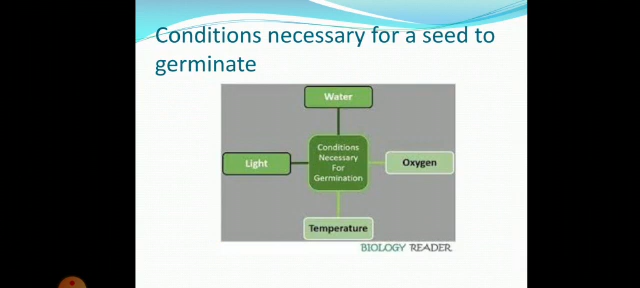 Conditions necessary for a seed to
germinate
Water
Light
Conditions
Necessary
For
Germination
Oxygen
Temperature
BIOLOGY READER